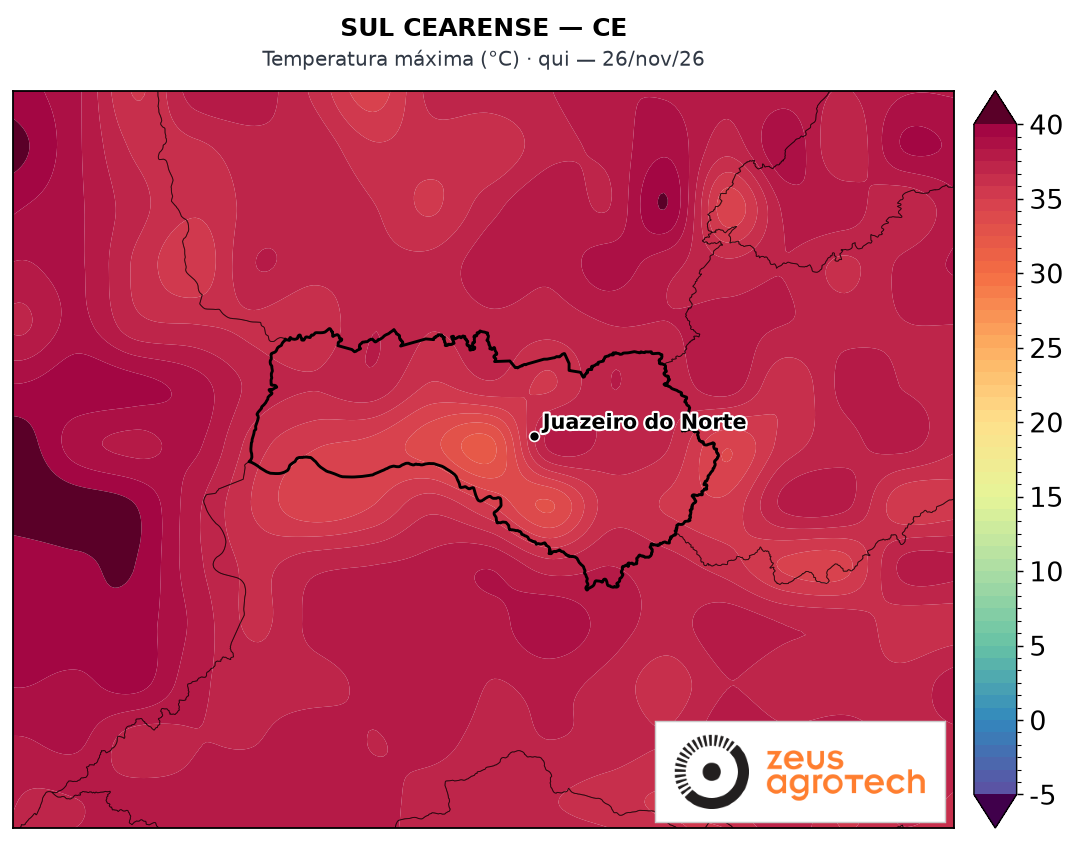 SUL CEARENSE — CE
Temperatura máxima (°C) · qui — 26/nov/26
40
35
30
25
20
15
10
5
0
-5
Juazeiro do Norte
zeus
agrotech